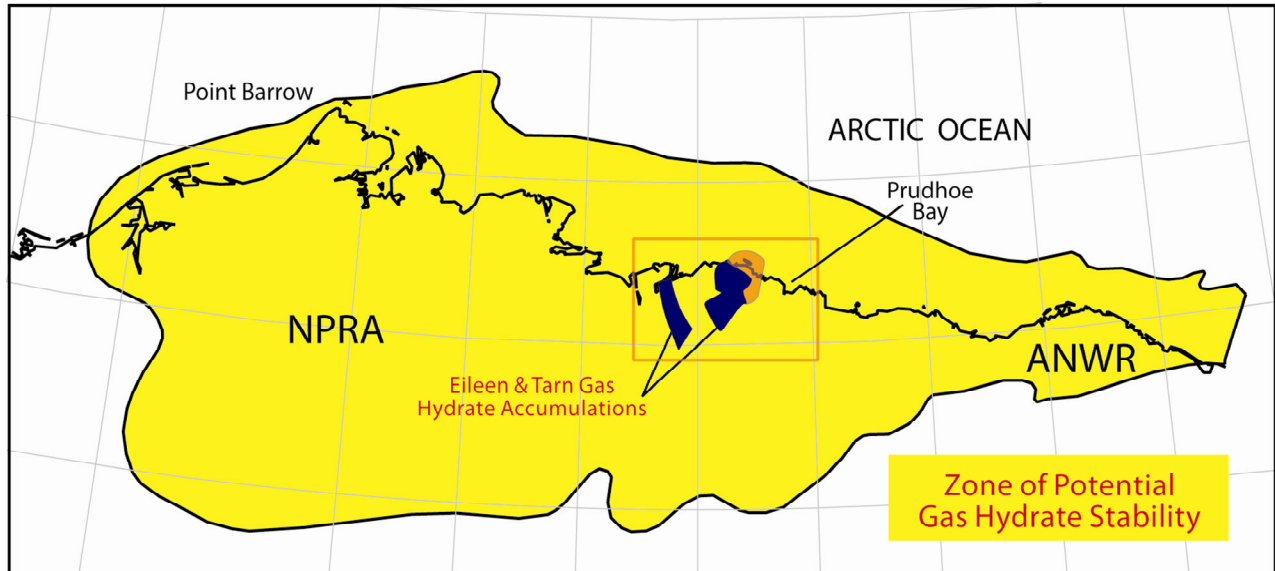 Point Barrow
ARCTIC OCEAN
Prudhoe
Bay
NPRA
ANWR
Eileen & Tarn Gas
Hydrate Accumulations
Zone of Potential
Gas Hydrate Stability